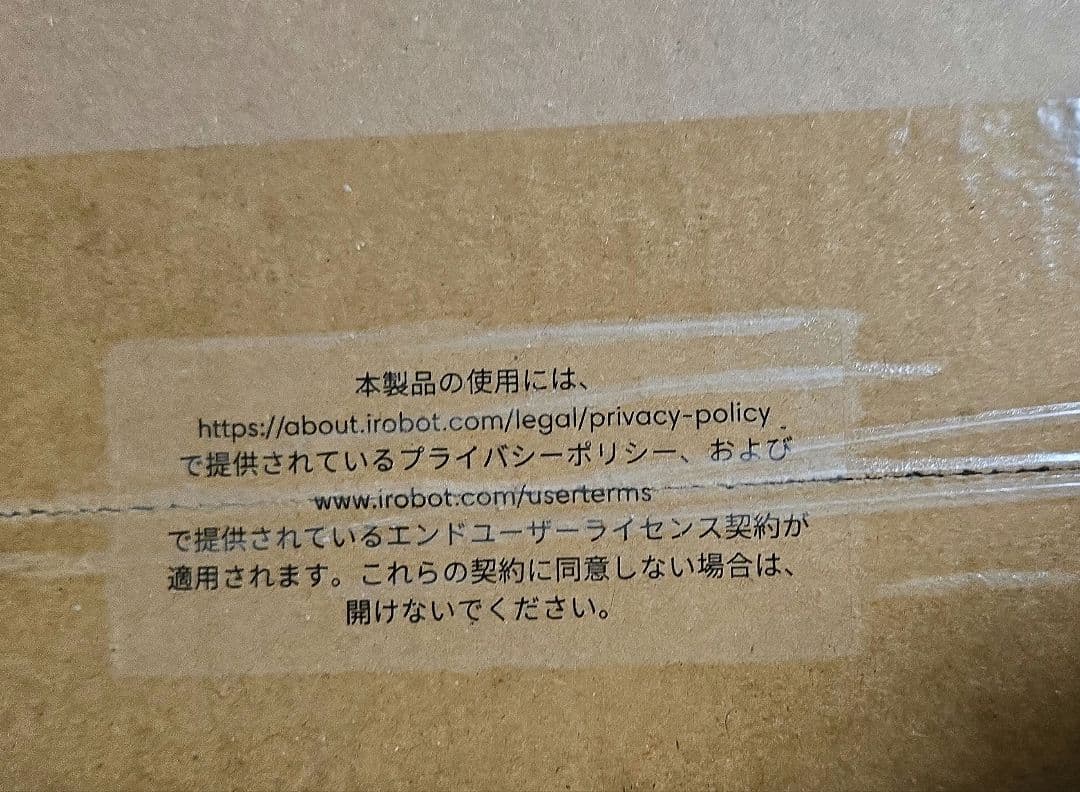 本製品の使用には、
https://about.irobot.com/legal/privacy-policy
で提供されているプライバシーポリシー、および
www.irobot.com/userterms
で提供されているエンドユーザーライセンス契約が
適用されます。これらの契約に同意しない場合は、
開けないでください。